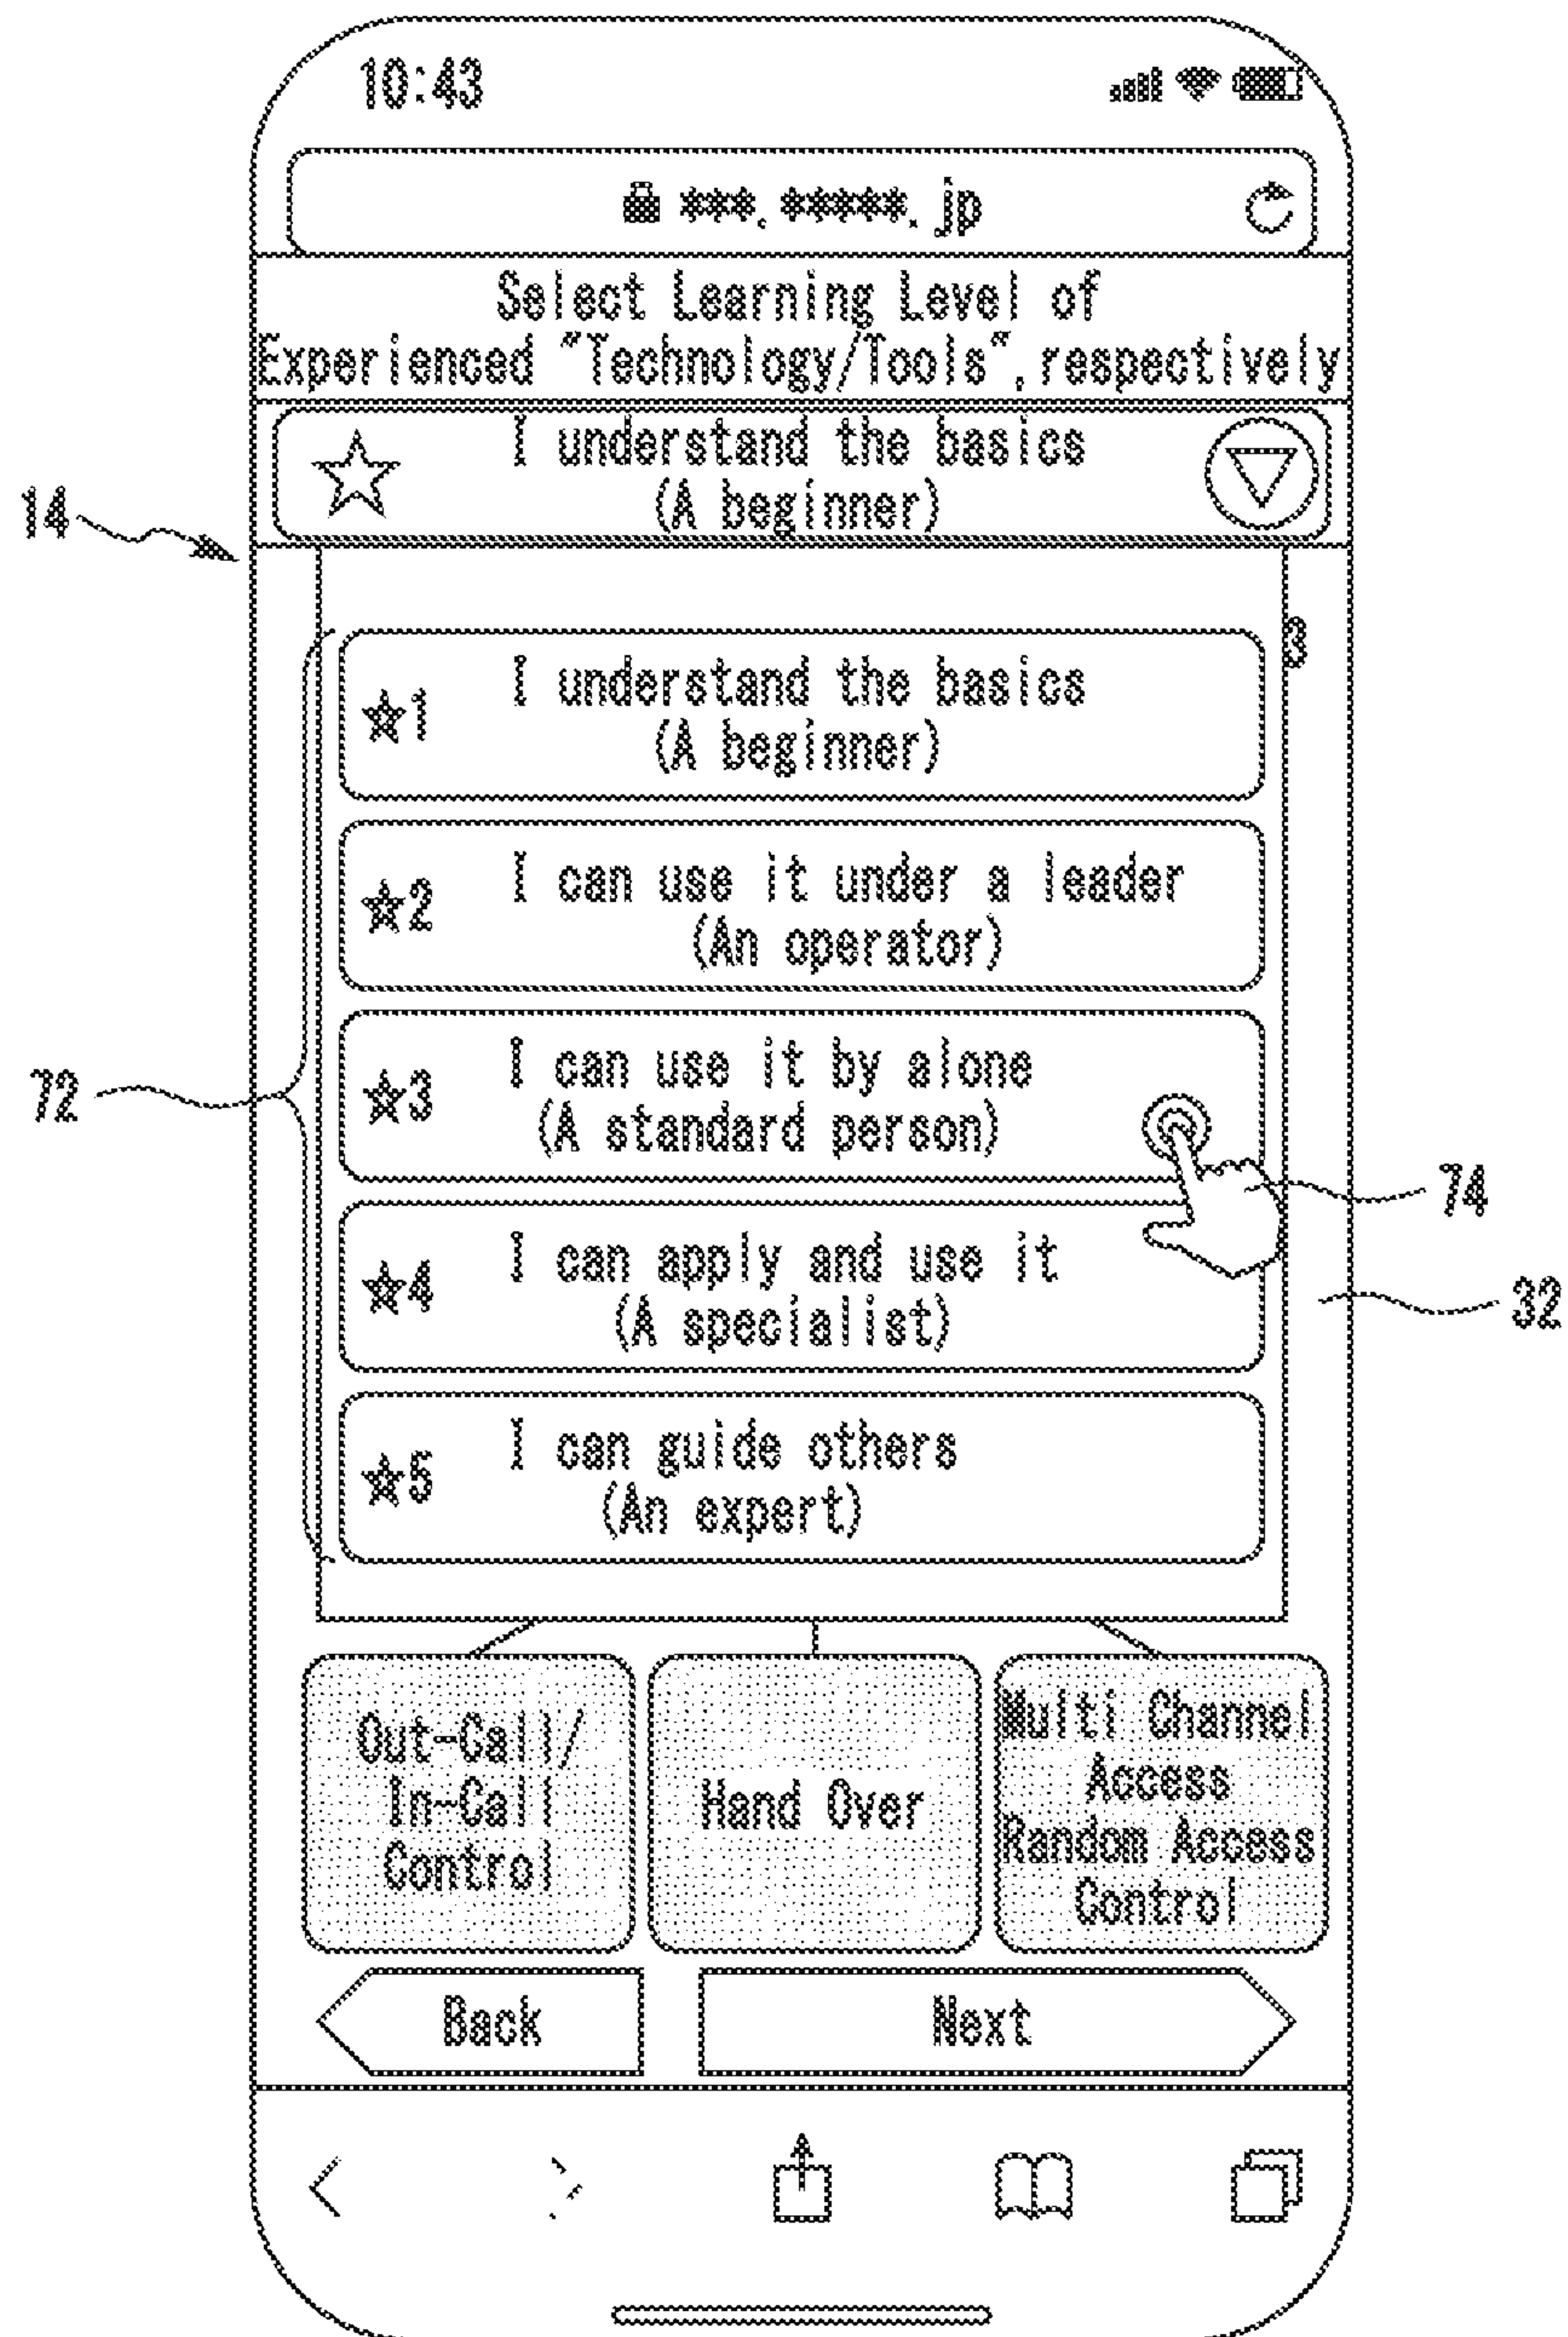 10:43
***.*****.jp
Select Learning Level of
Experienced "Technology/Tools", respectively
I understand the basics
(A beginner)
14
3
★1 I understand the basics
(A beginner)
★2 I can use it under a leader
(An operator)
72
★3 I can use it by alone
(A standard person)
74
★4 I can apply and use it
(A specialist)
32
★5 I can guide others
(An expert)
Out-Call/
In-Call
Control
Hand Over
Multi Channel
Access
Random Access
Control
Back
Next